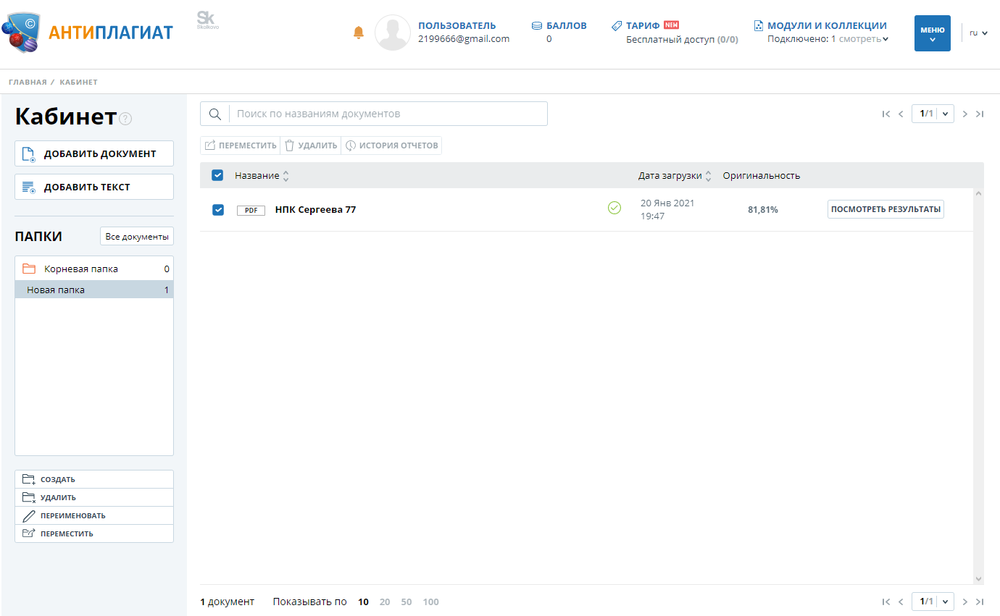 ©
АНТИПЛАГИАТ
Sk
Skolkovo
ПОЛЬЗОВАТЕЛЬ
2199666@gmail.com
БАЛЛОВ
0
ТАРИФ NEW
Бесплатный доступ (0/0)
МОДУЛИ И КОЛЛЕКЦИИ
Подключено: 1 смотреть
МЕНЮ
ru
ГЛАВНАЯ / КАБИНЕТ
Кабинет ?
ДОБАВИТЬ ДОКУМЕНТ
ДОБАВИТЬ ТЕКСТ
ПАПКИ
Все документы
Корневая папка 0
Новая папка 1
СОЗДАТЬ
УДАЛИТЬ
ПЕРЕИМЕНОВАТЬ
ПЕРЕМЕСТИТЬ
Поиск по названиям документов
1/1
ПЕРЕМЕСТИТЬ УДАЛИТЬ ИСТОРИЯ ОТЧЕТОВ
Название Дата загрузки Оригинальность
PDF НПК Сергеева 77
20 Янв 2021
19:47
81,81%
ПОСМОТРЕТЬ РЕЗУЛЬТАТЫ
1 документ Показывать по 10 20 50 100
1/1